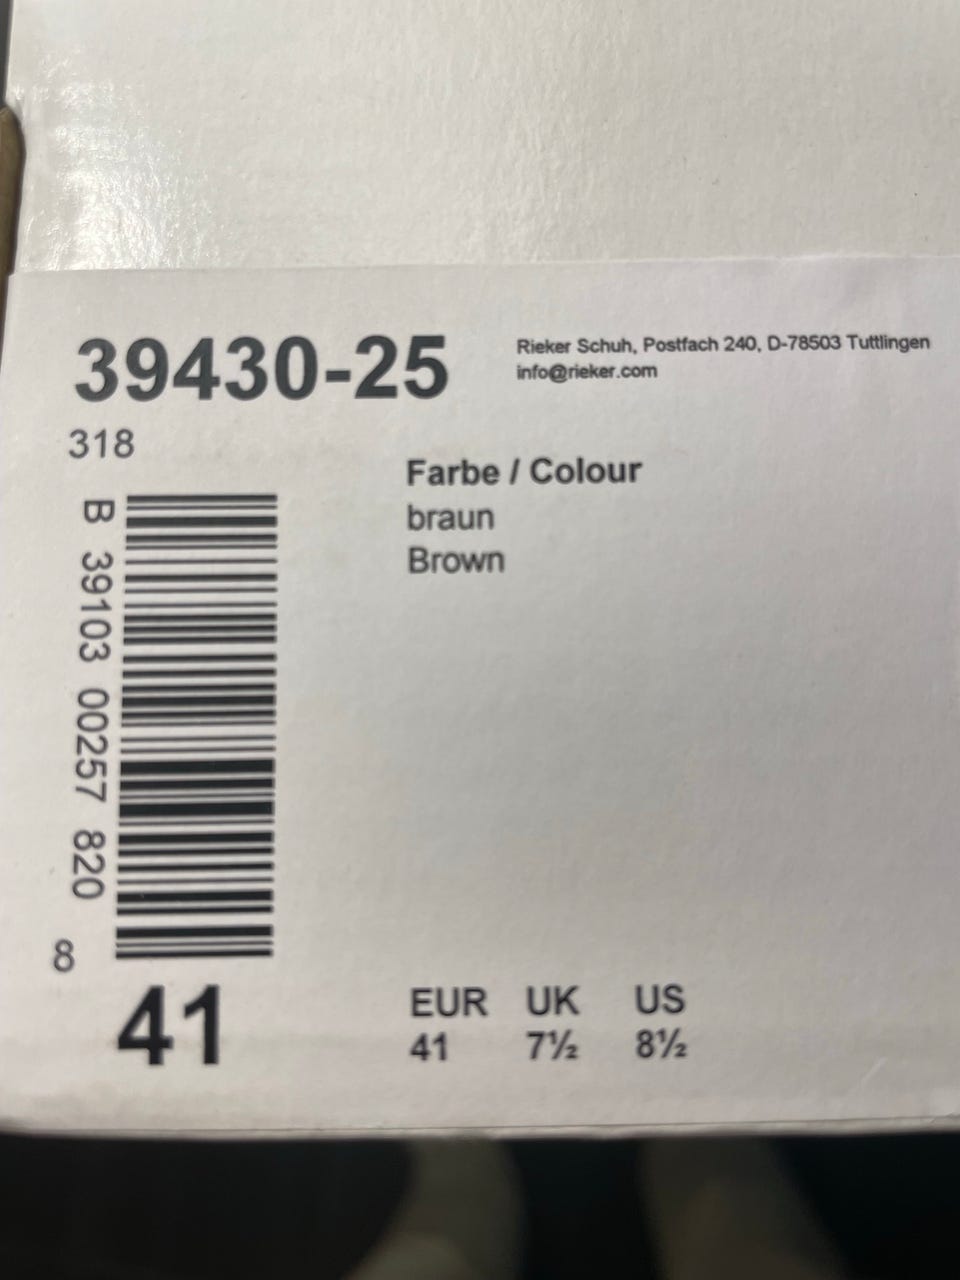 39430-25
Rieker Schuh, Postfach 240, D-78503 Tuttlingen
info@rieker.com
318
Farbe / Colour
braun
Brown
B 39103 00257 820
8
41
EUR UK US
41 7½ 8½